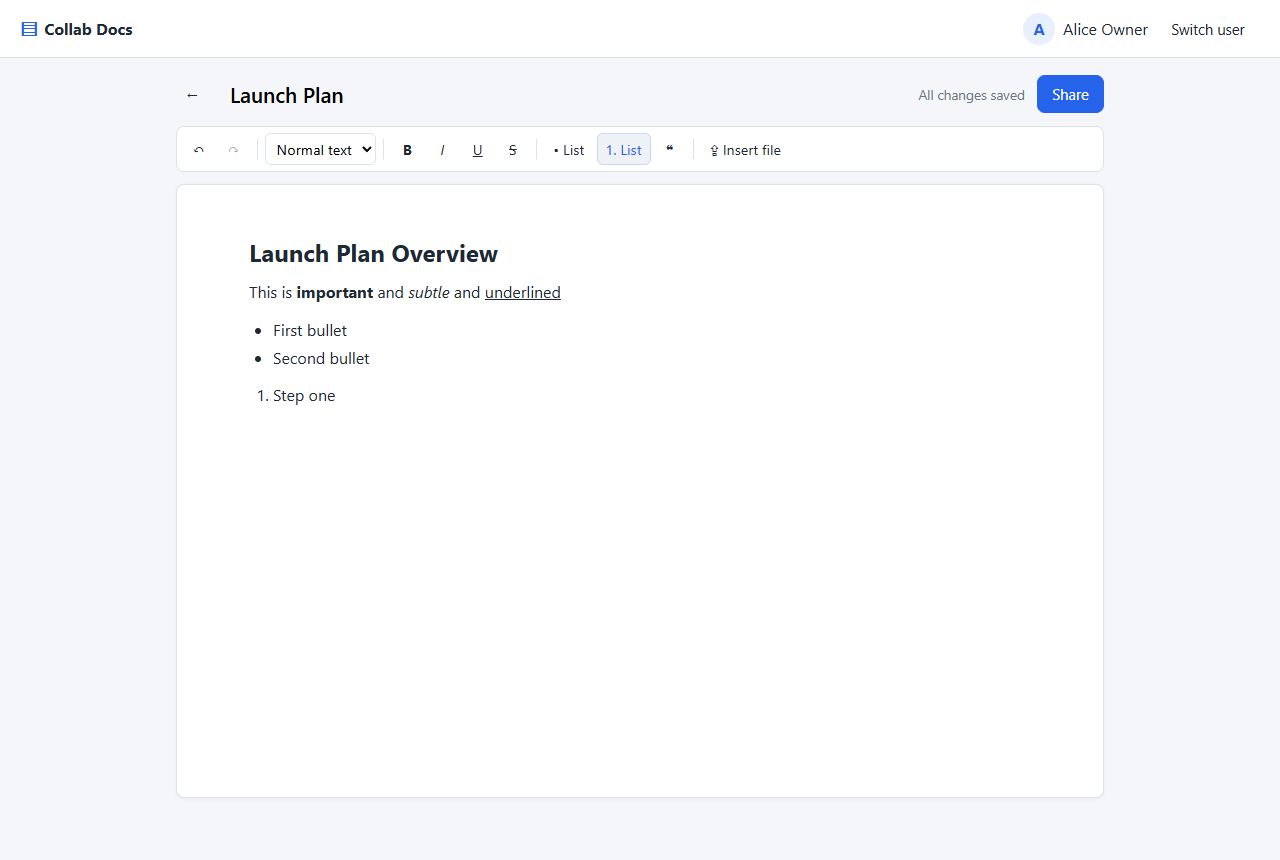 Collab Docs
A Alice Owner Switch user
← Launch Plan All changes saved Share
Normal text B I U S • List 1. List ❝ ⇪ Insert file
Launch Plan Overview
This is important and subtle and underlined
• First bullet
• Second bullet
1. Step one